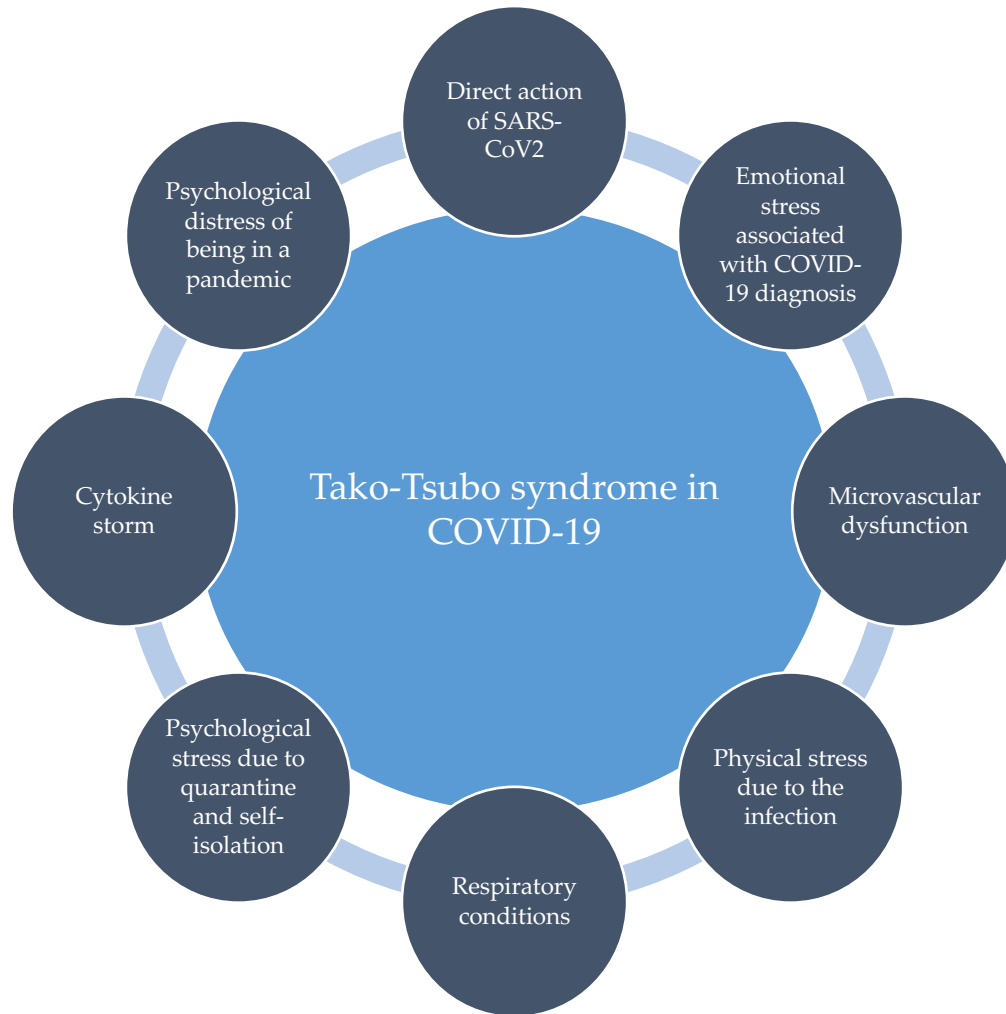 Direct action
of SARS-
CoV2
Emotional
stress
associated
with COVID-
19 diagnosis
Microvascular
dysfunction
Physical stress
due to the
infection
Respiratory
conditions
Psychological
stress due to
quarantine
and self-
isolation
Cytokine
storm
Psychological
distress of
being in a
pandemic
Tako-Tsubo syndrome in
COVID-19